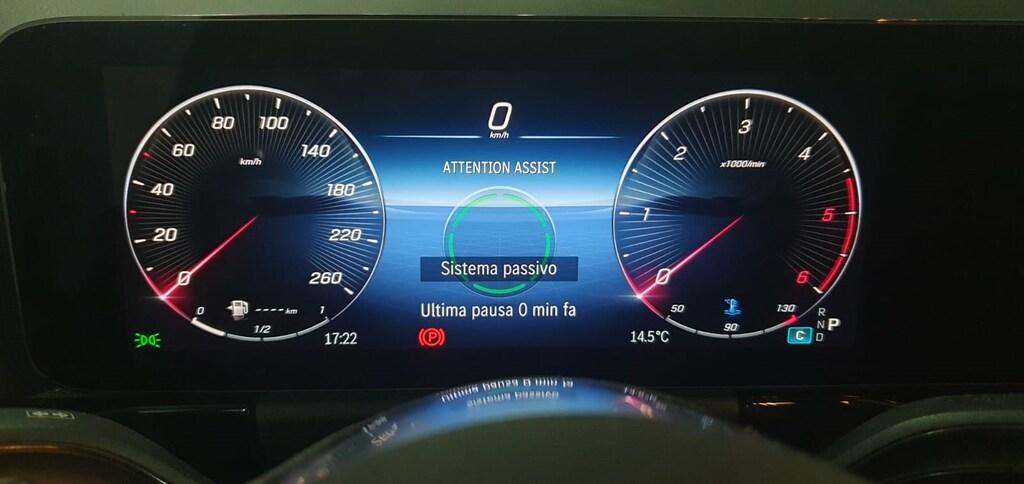 0
km/h
ATTENTION ASSIST
Sistema passivo
Ultima pausa 0 min fa
0
20
40
60
80
100
140
180
220
260
km/h
0
1/2
1
----- km
17:22
P
14.5°C
0
1
2
3
4
5
6
x1000/min
50
90
130
C
R
N
D
P